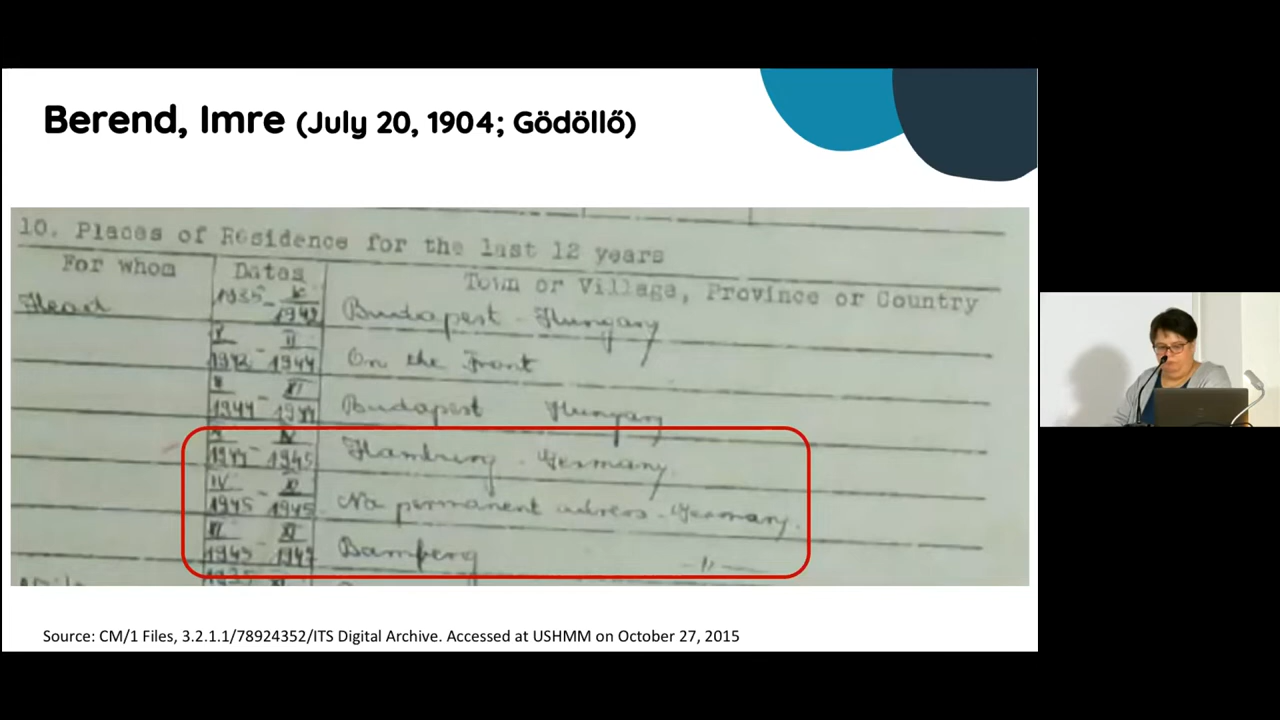 Berend, Imre (July 20, 1904; Gödöllő)
10. Places of Residence for the last 12 years
For whom Dates Town or Village, Province or Country
Head 1935 - 1942 Budapest - Hungary
1942 - 1944 On the Front
1944 - 1944 Budapest Hungary
1945 Hamburg - Germany.
IV 1945 - 1945 No permanent adress - Germany.
1945 - 1947 Bamberg - " -
Source: CM/1 Files, 3.2.1.1/78924352/ITS Digital Archive. Accessed at USHMM on October 27, 2015